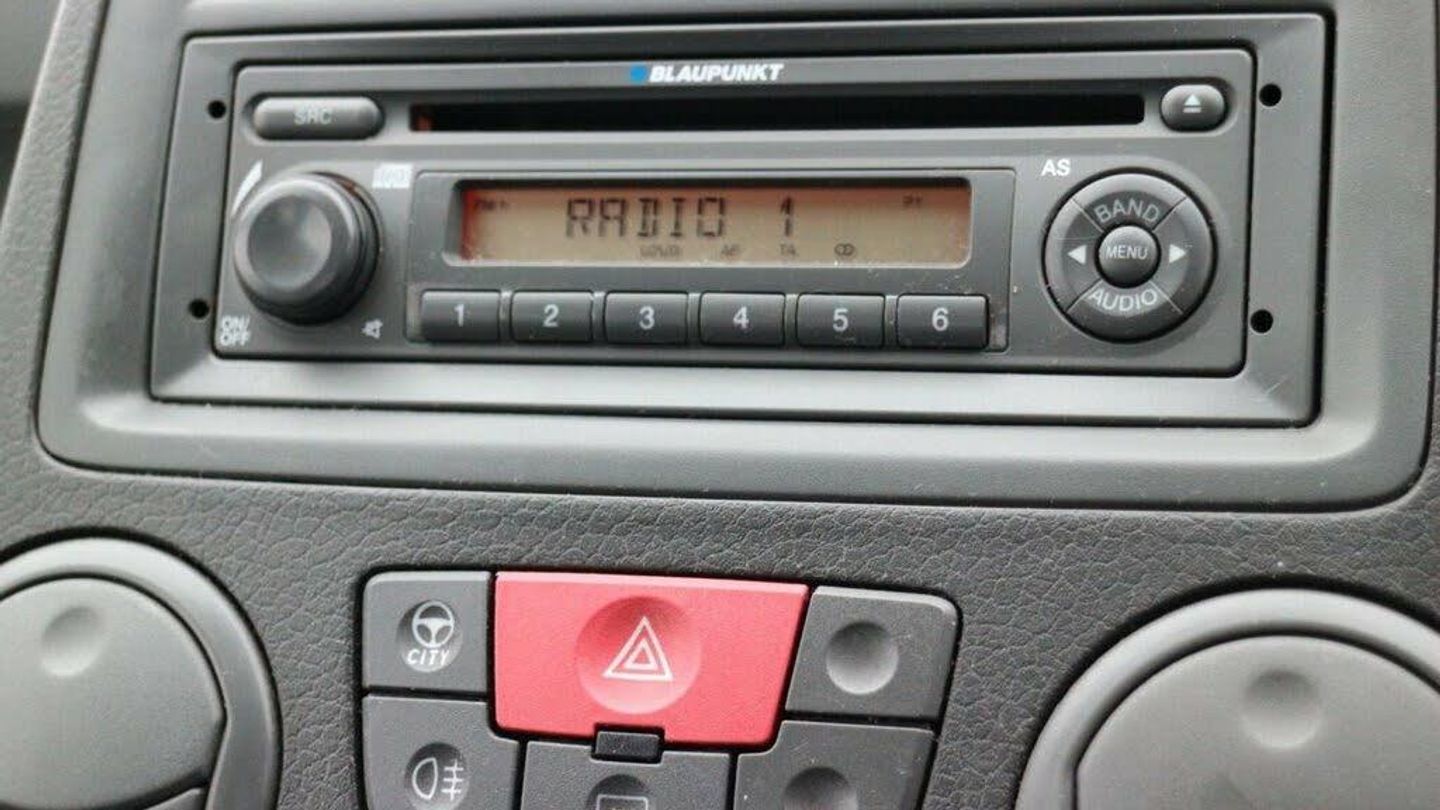 BLAUPUNKT
SRC
AS
RADIO 1
LOUD AF TA
BAND
MENU
AUDIO
1 2 3 4 5 6
ON/
OFF
CITY